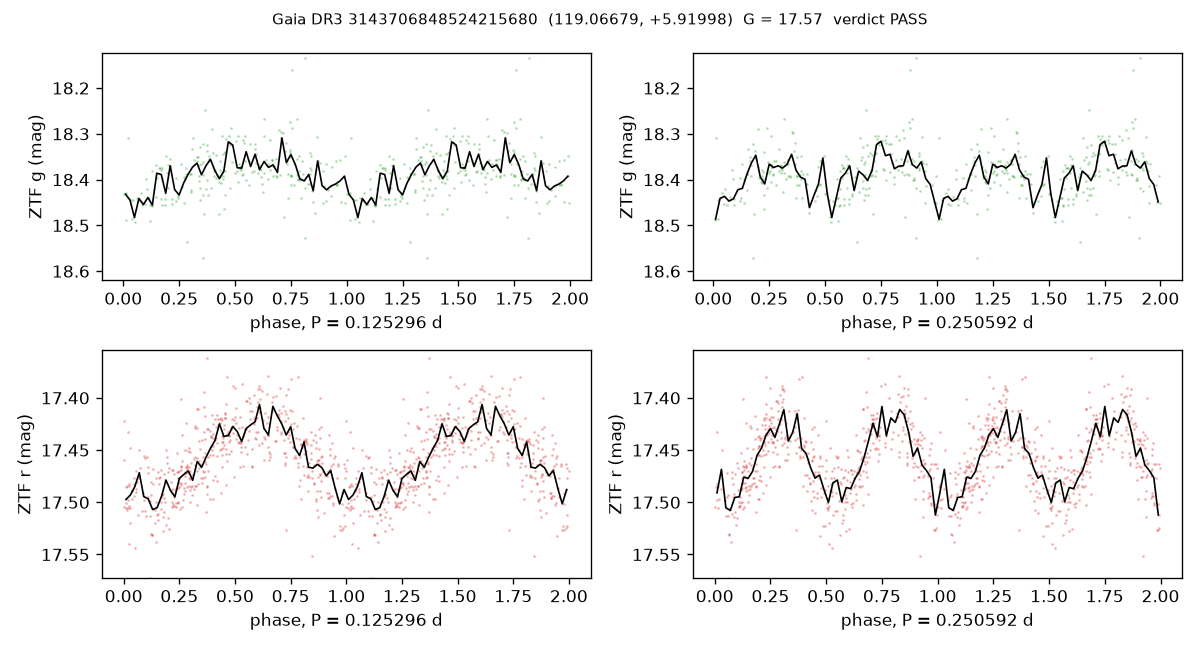 Gaia DR3 3143706848524215680 (119.06679, +5.91998) G = 17.57 verdict PASS
ZTF g (mag)
18.2
18.3
18.4
18.5
18.6
0.00 0.25 0.50 0.75 1.00 1.25 1.50 1.75 2.00
phase, P = 0.125296 d
ZTF g (mag)
18.2
18.3
18.4
18.5
18.6
0.00 0.25 0.50 0.75 1.00 1.25 1.50 1.75 2.00
phase, P = 0.250592 d
ZTF r (mag)
17.40
17.45
17.50
17.55
0.00 0.25 0.50 0.75 1.00 1.25 1.50 1.75 2.00
phase, P = 0.125296 d
ZTF r (mag)
17.40
17.45
17.50
17.55
0.00 0.25 0.50 0.75 1.00 1.25 1.50 1.75 2.00
phase, P = 0.250592 d